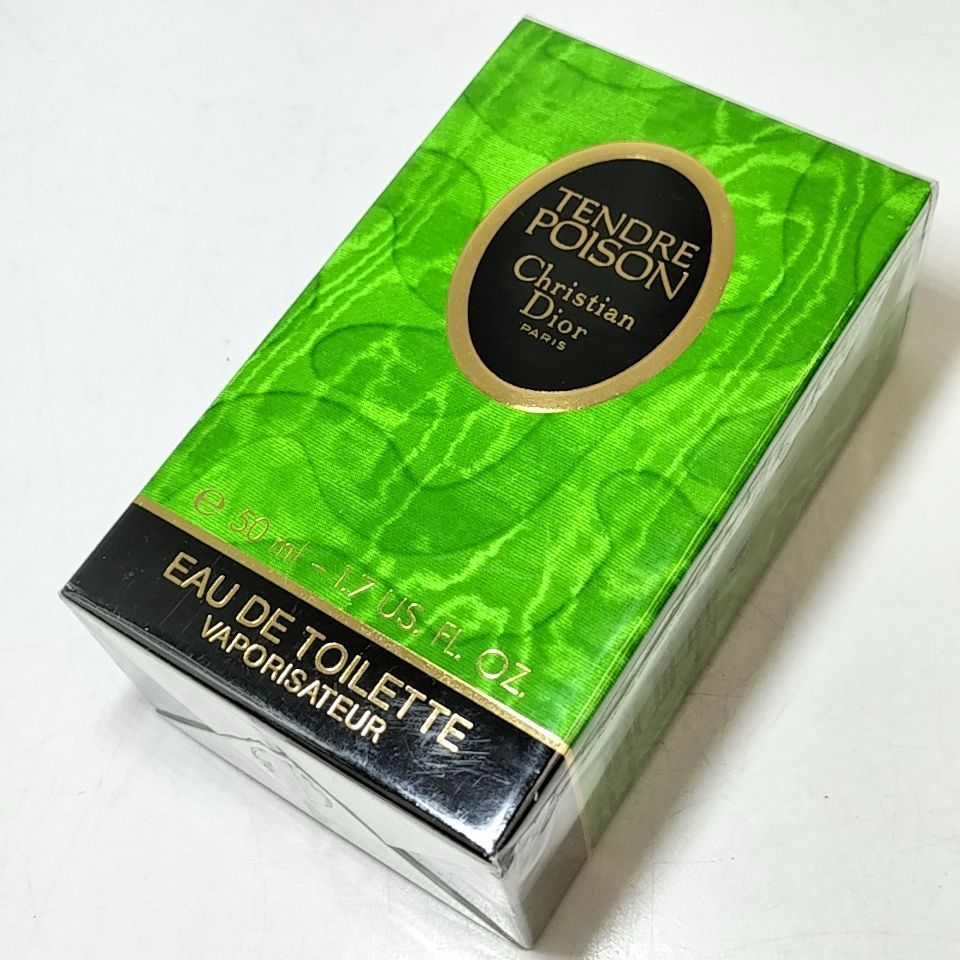 TENDRE
POISON
Christian
Dior
PARIS
℮ 50 ml - 1.7 US. FL. OZ.
EAU DE TOILETTE
VAPORISATEUR